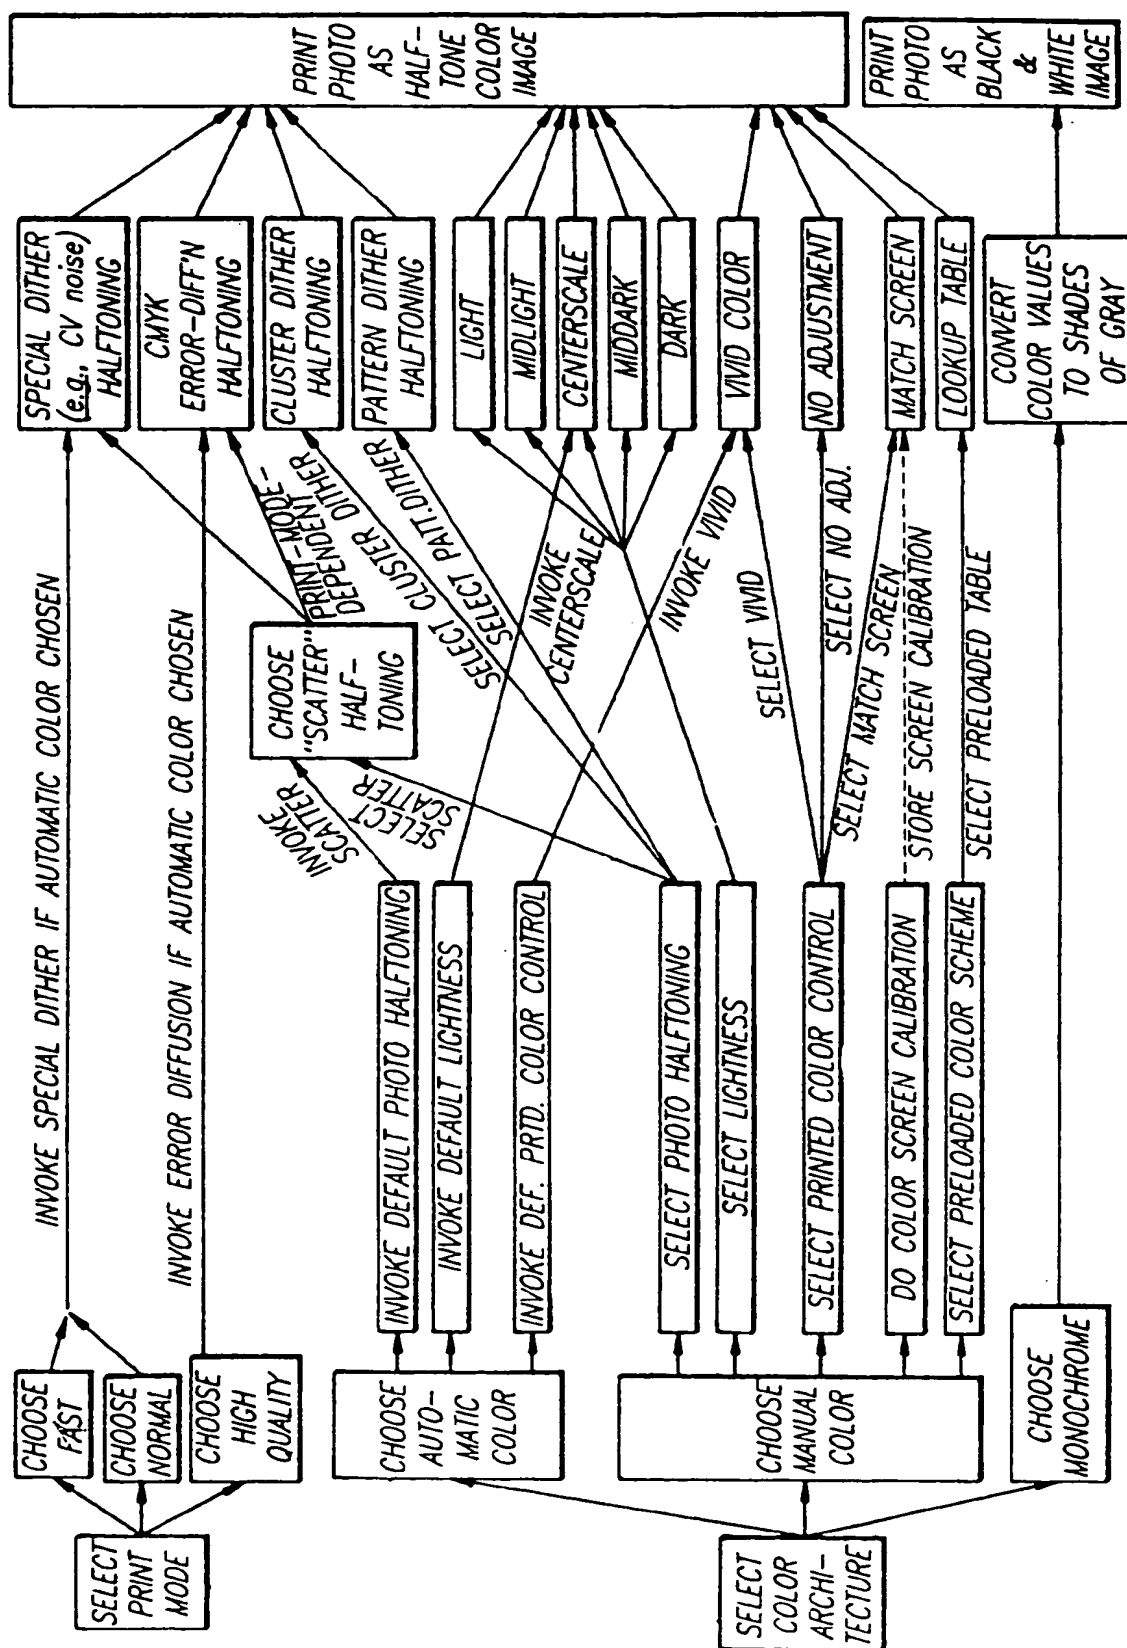 SELECT
PRINT
MODE
CHOOSE
FAST
CHOOSE
NORMAL
CHOOSE
HIGH
QUALITY
INVOKE SPECIAL DITHER IF AUTOMATIC COLOR CHOSEN
INVOKE ERROR DIFFUSION IF AUTOMATIC COLOR CHOSEN
SELECT
COLOR
ARCHI-
TECTURE
CHOOSE
AUTO-
MATIC
COLOR
CHOOSE
MANUAL
COLOR
CHOOSE
MONOCHROME
INVOKE DEFAULT PHOTO HALFTONING
INVOKE DEFAULT LIGHTNESS
INVOKE DEF. PRTD. COLOR CONTROL
SELECT PHOTO HALFTONING
SELECT LIGHTNESS
SELECT PRINTED COLOR CONTROL
DO COLOR SCREEN CALIBRATION
SELECT PRELOADED COLOR SCHEME
INVOKE
SCATTER
SELECT
SCATTER
CHOOSE
"SCATTER"
HALF-
TONING
PRINT-MODE-
DEPENDENT
SELECT CLUSTER DITHER
SELECT PATT. DITHER
INVOKE
CENTERSCALE
INVOKE VIVID
SELECT VIVID
SELECT NO ADJ.
SELECT MATCH SCREEN
STORE SCREEN CALIBRATION
SELECT PRELOADED TABLE
SPECIAL DITHER
(e.g., CV noise)
HALFTONING
CMYK
ERROR-DIFF'N
HALFTONING
CLUSTER DITHER
HALFTONING
PATTERN DITHER
HALFTONING
LIGHT
MIDLIGHT
CENTERSCALE
MIDDARK
DARK
VIVID COLOR
NO ADJUSTMENT
MATCH SCREEN
LOOKUP TABLE
CONVERT
COLOR VALUES
TO SHADES
OF GRAY
PRINT
PHOTO
AS
HALF-
TONE
COLOR
IMAGE
PRINT
PHOTO
AS
BLACK
&
WHITE
IMAGE